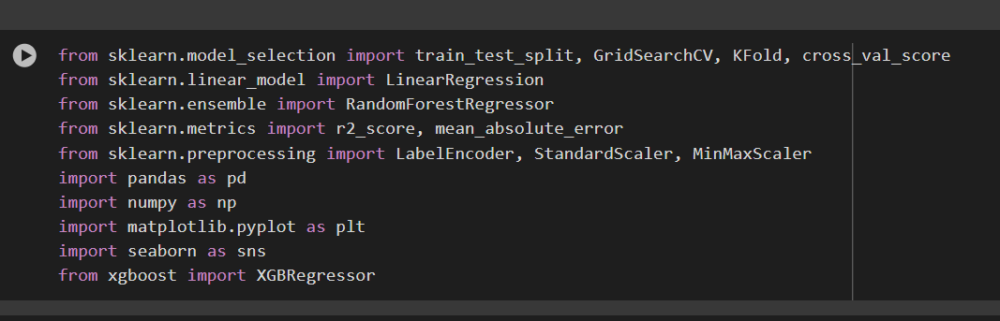 from sklearn.model_selection import train_test_split, GridSearchCV, KFold, cross_val_score
from sklearn.linear_model import LinearRegression
from sklearn.ensemble import RandomForestRegressor
from sklearn.metrics import r2_score, mean_absolute_error
from sklearn.preprocessing import LabelEncoder, StandardScaler, MinMaxScaler
import pandas as pd
import numpy as np
import matplotlib.pyplot as plt
import seaborn as sns
from xgboost import XGBRegressor